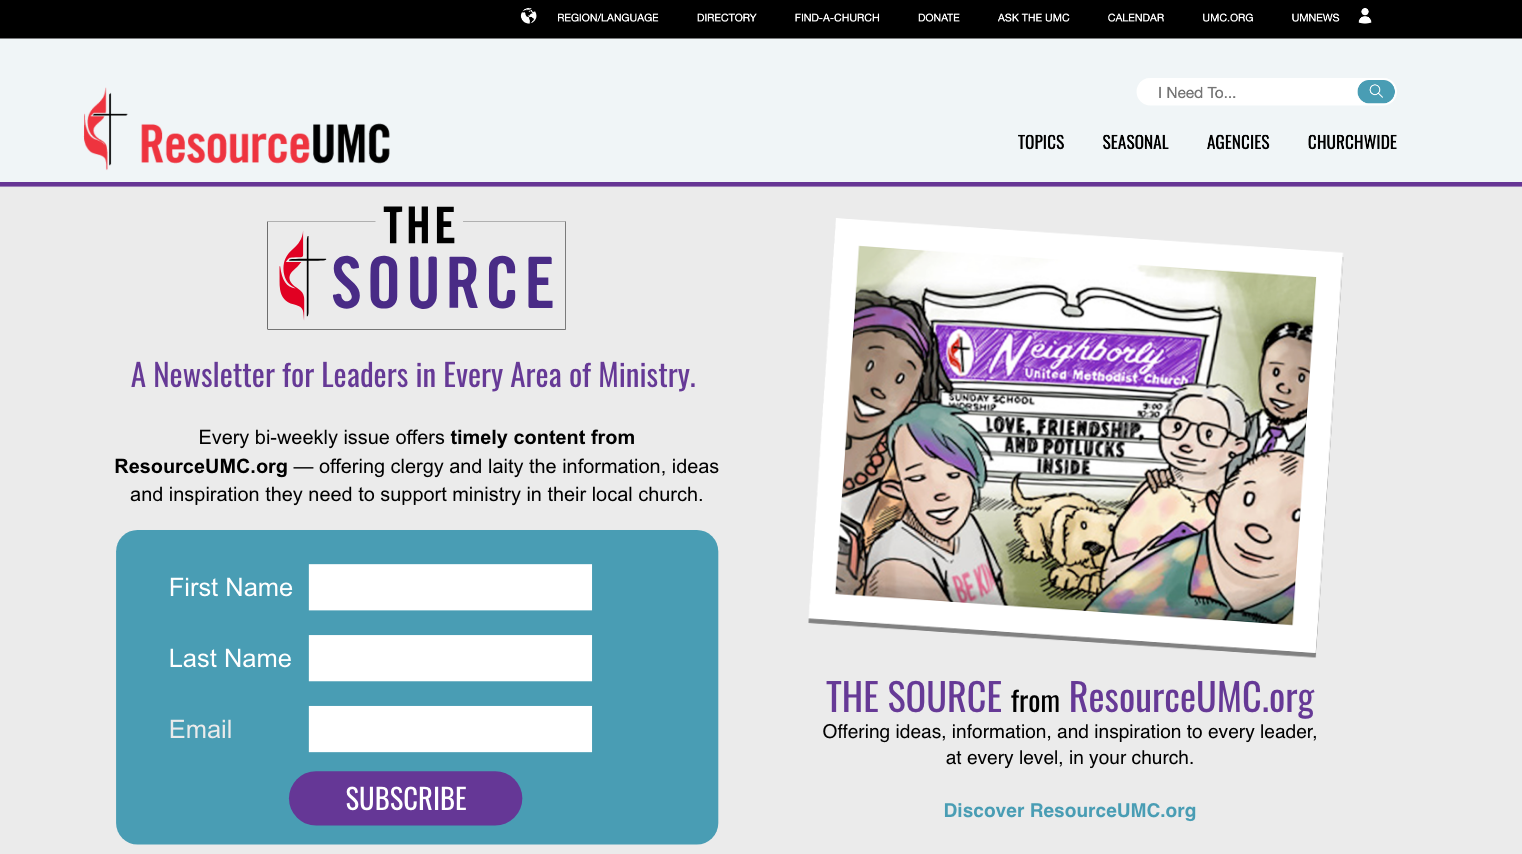 REGION/LANGUAGE DIRECTORY FIND-A-CHURCH DONATE ASK THE UMC CALENDAR UMC.ORG UMNEWS
I Need To...
ResourceUMC
TOPICS SEASONAL AGENCIES CHURCHWIDE
THE
SOURCE
A Newsletter for Leaders in Every Area of Ministry.
Every bi-weekly issue offers timely content from
ResourceUMC.org — offering clergy and laity the information, ideas
and inspiration they need to support ministry in their local church.
First Name
Last Name
Email
SUBSCRIBE
Neighborly
United Methodist Church
SUNDAY SCHOOL 9:00
WORSHIP 10:30
LOVE, FRIENDSHIP,
AND POTLUCKS
INSIDE
BE KIN
THE SOURCE from ResourceUMC.org
Offering ideas, information, and inspiration to every leader,
at every level, in your church.
Discover ResourceUMC.org